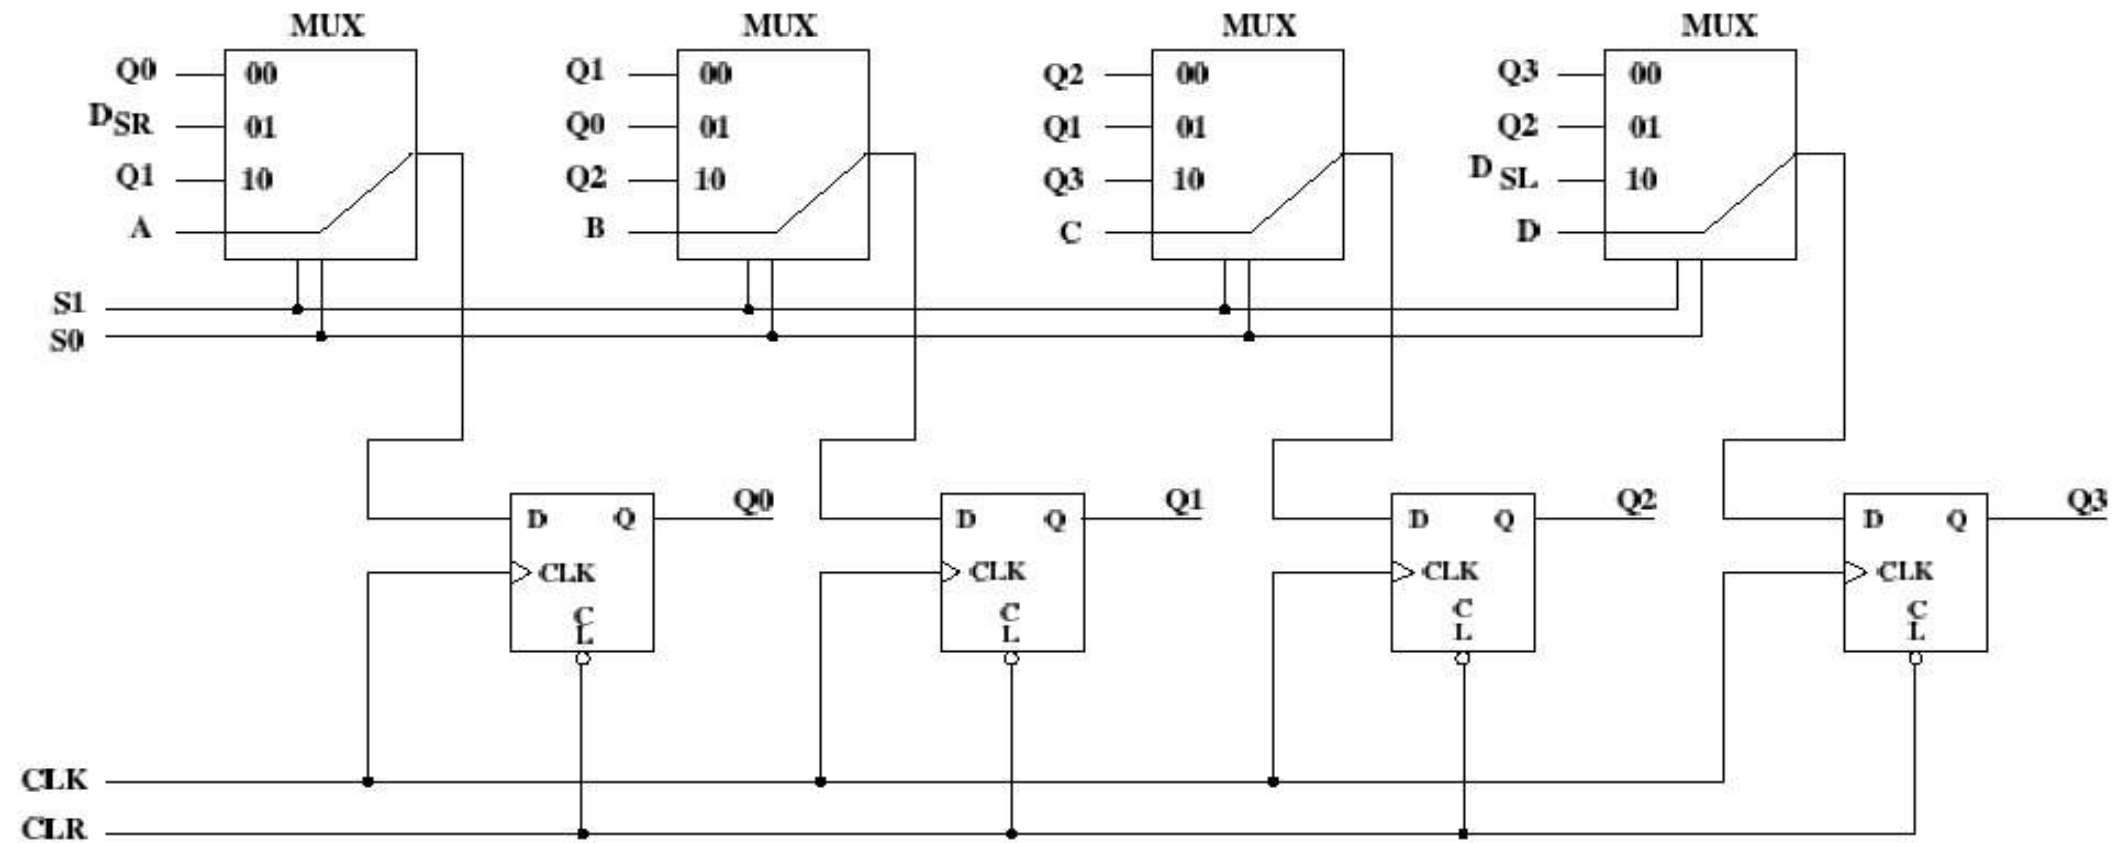 MUX MUX MUX MUX
Q0 00 Q1 00 Q2 00 Q3 00
DSR 01 Q0 01 Q1 01 Q2 01
Q1 10 Q2 10 Q3 10 DSL 10
A B C D
S1
S0
Q0 Q1 Q2 Q3
D Q D Q D Q D Q
CLK CLK CLK CLK
C C C C
L L L L
CLK
CLR